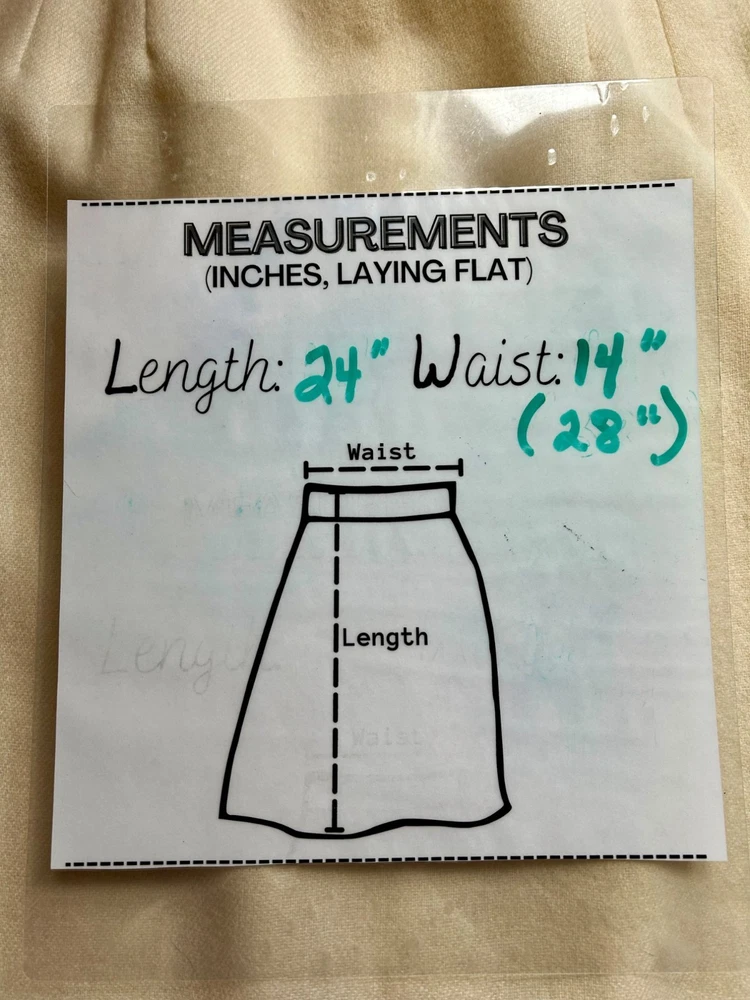 MEASUREMENTS
(INCHES, LAYING FLAT)
Length: 24" Waist: 14"
(28")
Waist
Length